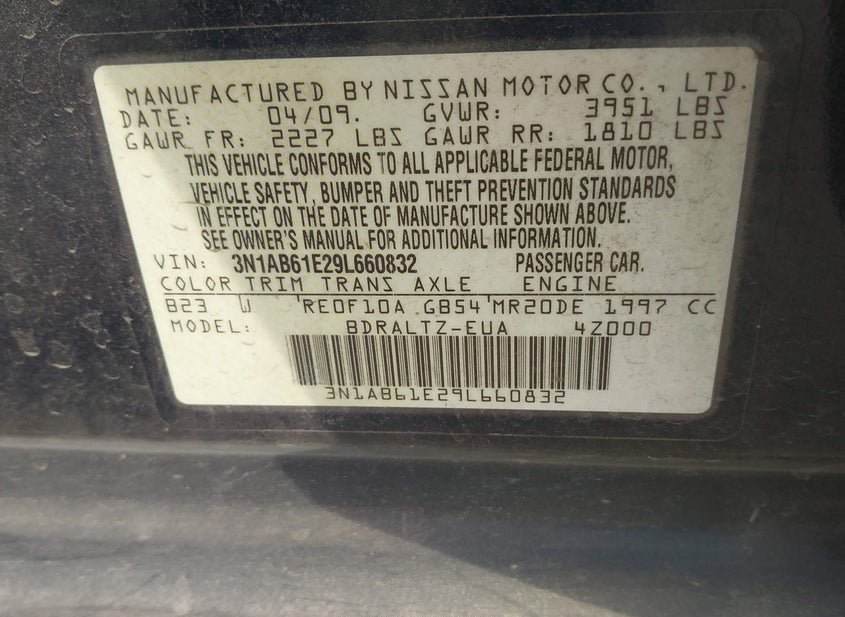 MANUFACTURED BY NISSAN MOTOR CO., LTD.
DATE: 04/09. GVWR: 3951 LBS
GAWR FR: 2227 LBS GAWR RR: 1810 LBS
THIS VEHICLE CONFORMS TO ALL APPLICABLE FEDERAL MOTOR,
VEHICLE SAFETY, BUMPER AND THEFT PREVENTION STANDARDS
IN EFFECT ON THE DATE OF MANUFACTURE SHOWN ABOVE.
SEE OWNER'S MANUAL FOR ADDITIONAL INFORMATION.
VIN: 3N1AB61E29L660832 PASSENGER CAR.
COLOR TRIM TRANS AXLE ENGINE
B23 W 'RE0F10A GB54'MR20DE 1997 CC
MODEL: BDRALTZ-EUA 4Z000
3N1AB61E29L660832